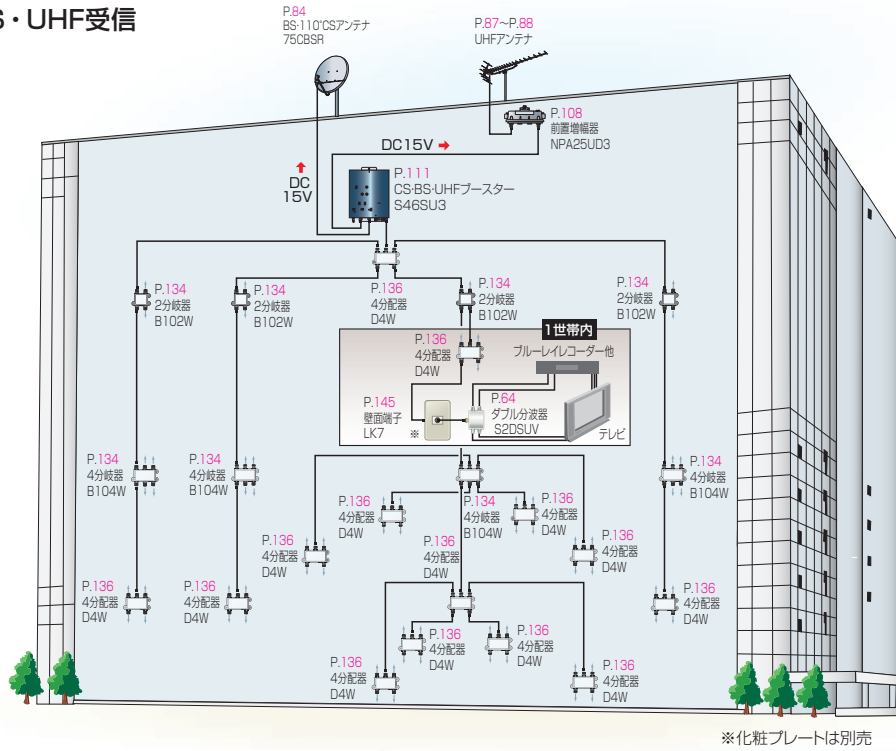 S・UHF受信
P.84
BS·110°CSアンテナ
75CBSR
P.87~P.88
UHFアンテナ
P.108
前置増幅器
NPA25UD3
DC15V
DC
15V
P.111
CS·BS·UHFブースター
S46SU3
P.134
2分岐器
B102W
P.134
2分岐器
B102W
P.136
4分配器
D4W
P.134
2分岐器
B102W
P.134
2分岐器
B102W
1世帯内
P.136
4分配器
D4W
ブルーレイレコーダー他
P.145
壁面端子
LK7
※
P.64
ダブル分波器
S2DSUV
テレビ
P.134
4分岐器
B104W
P.134
4分岐器
B104W
P.136
4分配器
D4W
P.134
4分岐器
B104W
P.136
4分配器
D4W
P.134
4分岐器
B104W
P.136
4分配器
D4W
P.136
4分配器
D4W
P.136
4分配器
D4W
P.136
4分配器
D4W
P.136
4分配器
D4W
P.136
4分配器
D4W
P.136
4分配器
D4W
P.136
4分配器
D4W
P.136
4分配器
D4W
P.136
4分配器
D4W
※化粧プレートは別売